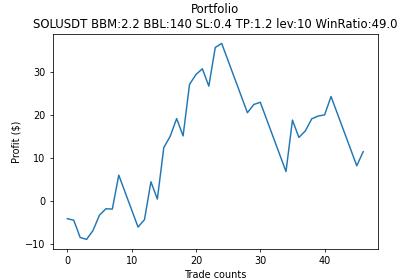 Portfolio
SOLUSDT BBM:2.2 BBL:140 SL:0.4 TP:1.2 lev:10 WinRatio:49.0
30
20
10
0
−10
Profit ($)
0
10
20
30
40
Trade counts